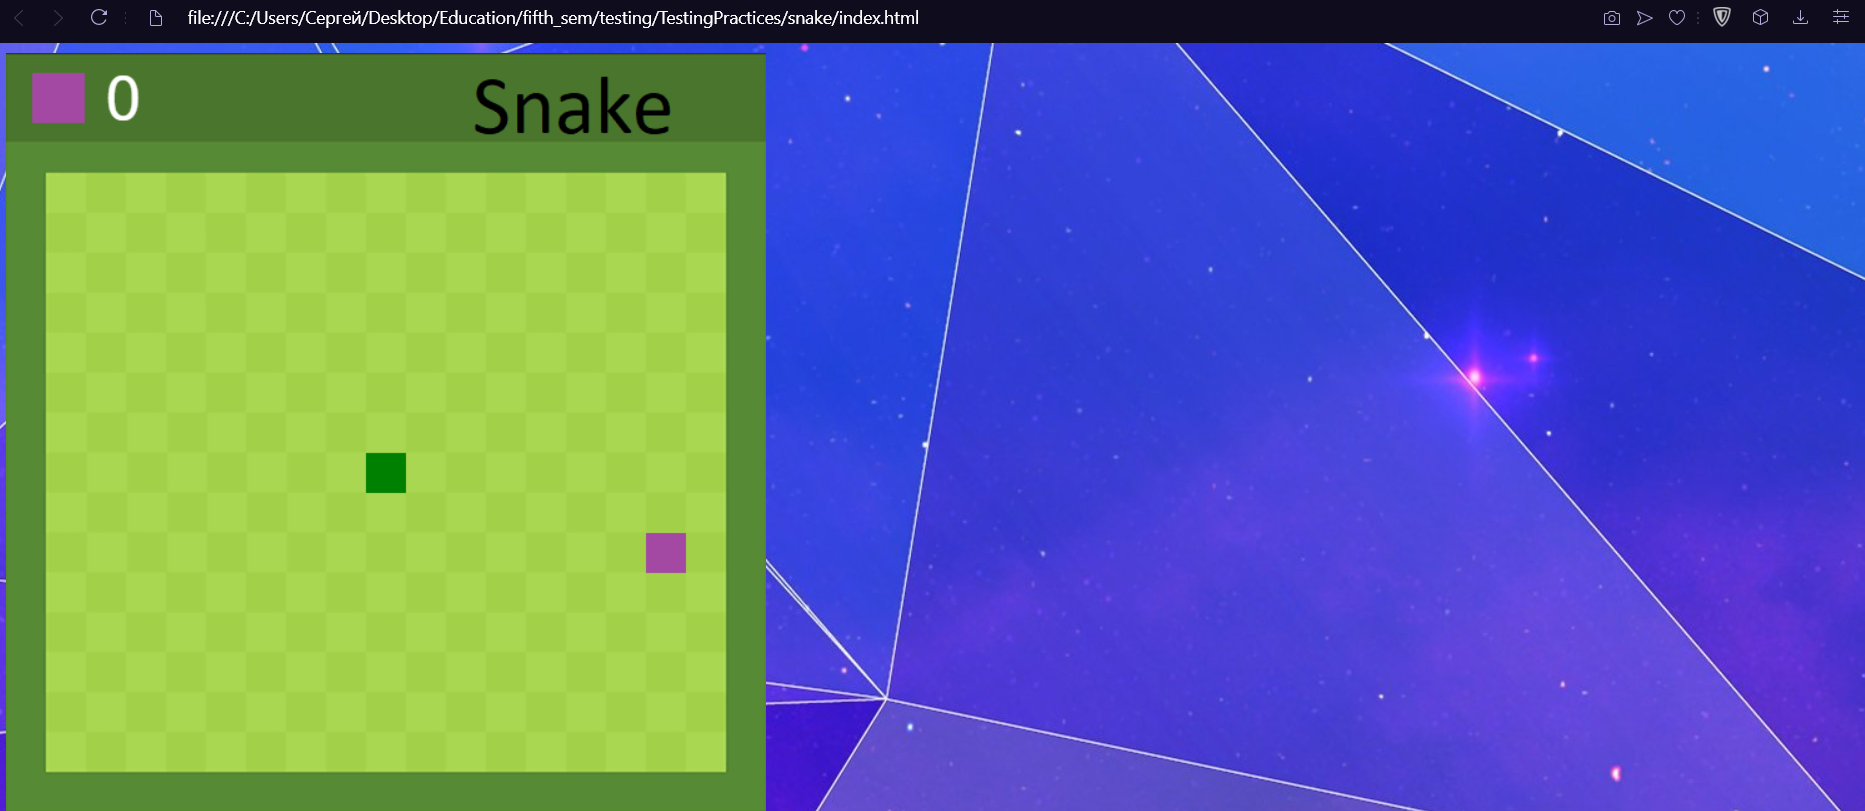 file:///C:/Users/Сергей/Desktop/Education/fifth_sem/testing/TestingPractices/snake/index.html
0
Snake